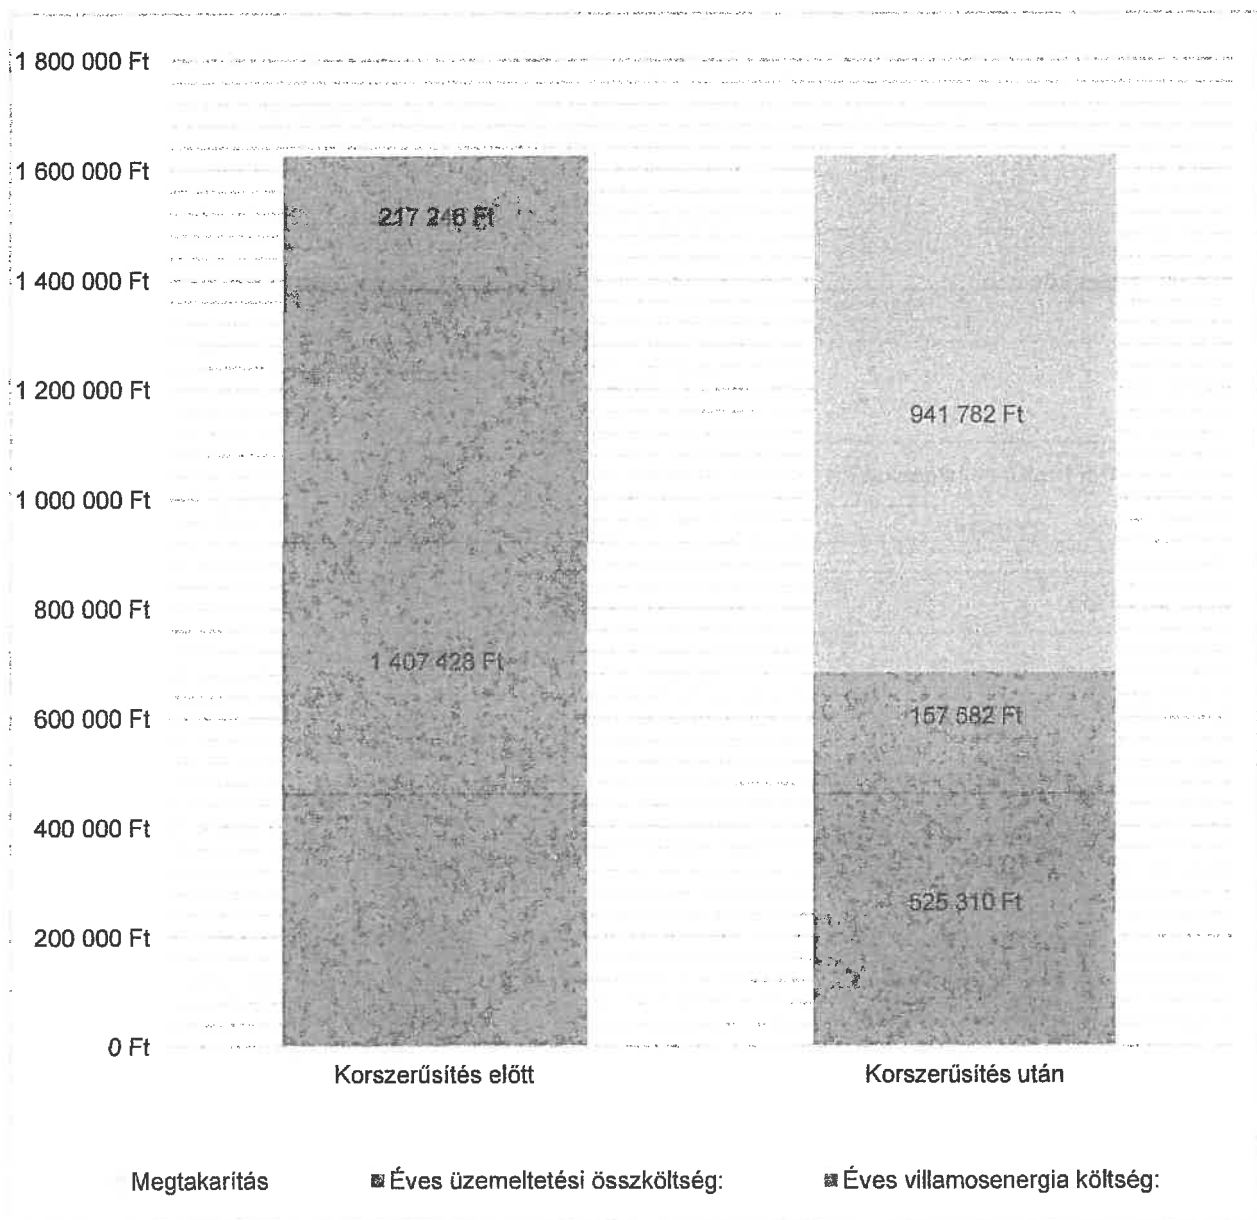 1 800 000 Ft
1 600 000 Ft
217 246 Ft
1 400 000 Ft
1 200 000 Ft
941 782 Ft
1 000 000 Ft
800 000 Ft
1 407 428 Ft
600 000 Ft
157 582 Ft
400 000 Ft
525 310 Ft
200 000 Ft
0 Ft
Korszerűsítés előtt Korszerűsítés után
Megtakarítás Éves üzemeltetési összköltség: Éves villamosenergia költség: